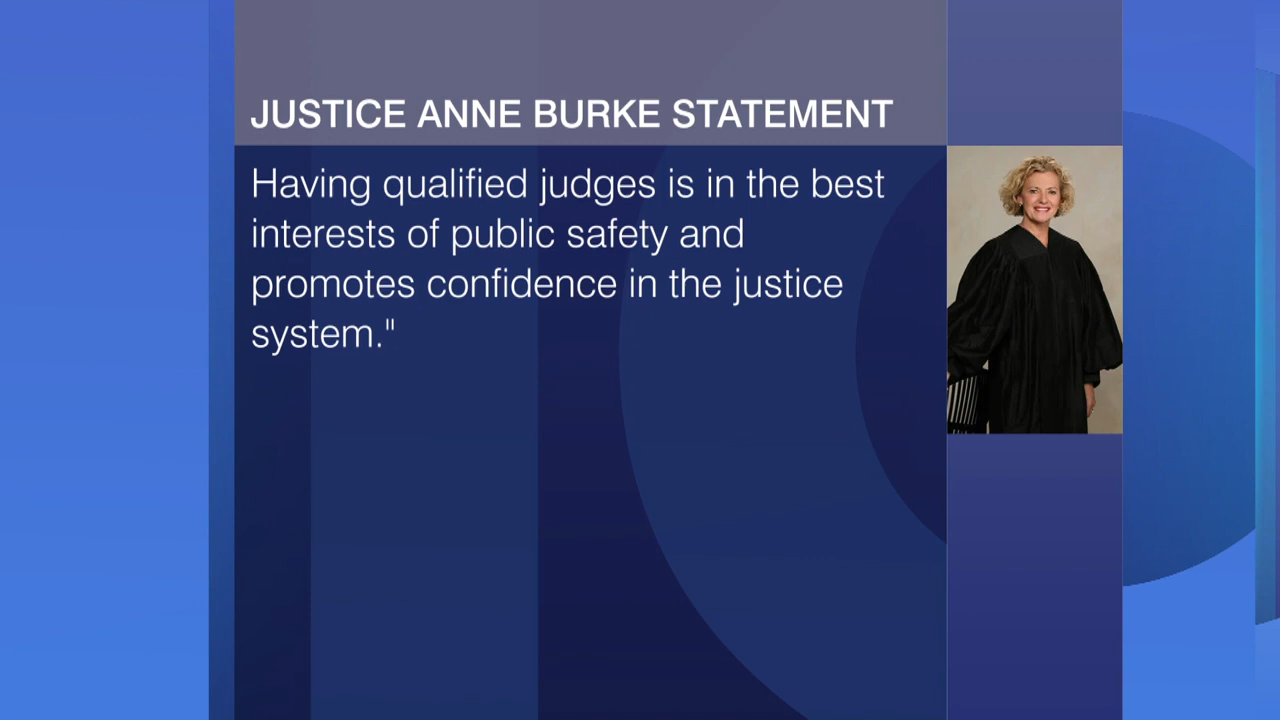 JUSTICE ANNE BURKE STATEMENT
Having qualified judges is in the best
interests of public safety and
promotes confidence in the justice
system."